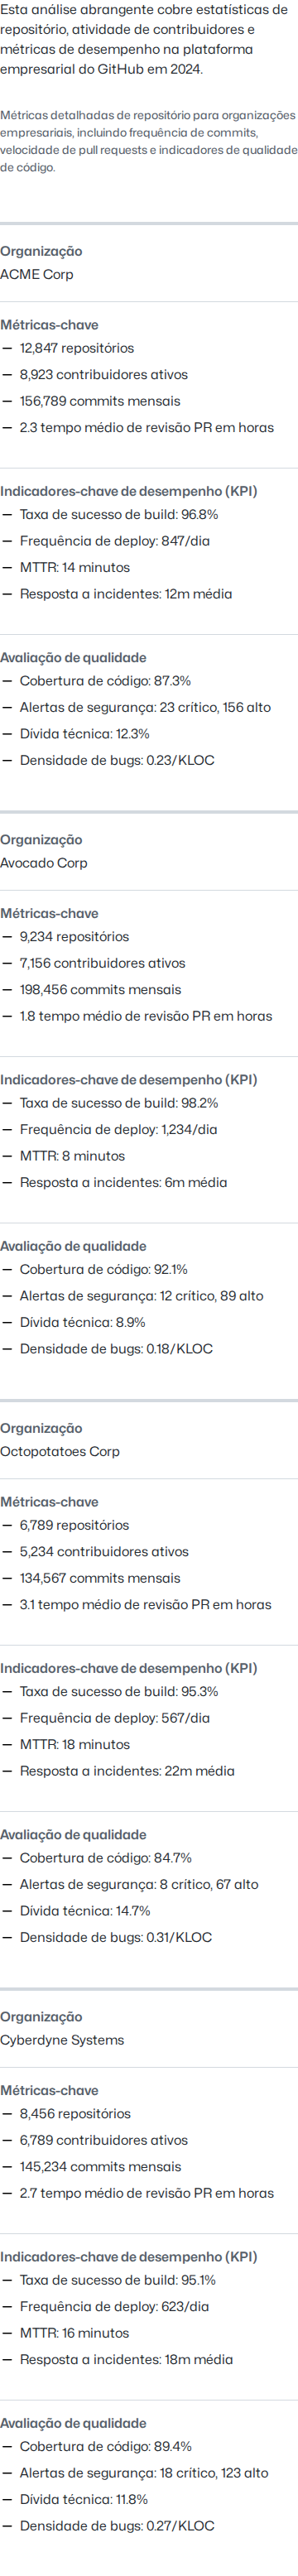 Esta análise abrangente cobre estatísticas de
repositório, atividade de contribuidores e
métricas de desempenho na plataforma
empresarial do GitHub em 2024.
Métricas detalhadas de repositório para organizações
empresariais, incluindo frequência de commits,
velocidade de pull requests e indicadores de qualidade
de código.
Organização
ACME Corp
Métricas-chave
— 12,847 repositórios
— 8,923 contribuidores ativos
— 156,789 commits mensais
— 2.3 tempo médio de revisão PR em horas
Indicadores-chave de desempenho (KPI)
— Taxa de sucesso de build: 96.8%
— Frequência de deploy: 847/dia
— MTTR: 14 minutos
— Resposta a incidentes: 12m média
Avaliação de qualidade
— Cobertura de código: 87.3%
— Alertas de segurança: 23 crítico, 156 alto
— Dívida técnica: 12.3%
— Densidade de bugs: 0.23/KLOC
Organização
Avocado Corp
Métricas-chave
— 9,234 repositórios
— 7,156 contribuidores ativos
— 198,456 commits mensais
— 1.8 tempo médio de revisão PR em horas
Indicadores-chave de desempenho (KPI)
— Taxa de sucesso de build: 98.2%
— Frequência de deploy: 1,234/dia
— MTTR: 8 minutos
— Resposta a incidentes: 6m média
Avaliação de qualidade
— Cobertura de código: 92.1%
— Alertas de segurança: 12 crítico, 89 alto
— Dívida técnica: 8.9%
— Densidade de bugs: 0.18/KLOC
Organização
Octopotatoes Corp
Métricas-chave
— 6,789 repositórios
— 5,234 contribuidores ativos
— 134,567 commits mensais
— 3.1 tempo médio de revisão PR em horas
Indicadores-chave de desempenho (KPI)
— Taxa de sucesso de build: 95.3%
— Frequência de deploy: 567/dia
— MTTR: 18 minutos
— Resposta a incidentes: 22m média
Avaliação de qualidade
— Cobertura de código: 84.7%
— Alertas de segurança: 8 crítico, 67 alto
— Dívida técnica: 14.7%
— Densidade de bugs: 0.31/KLOC
Organização
Cyberdyne Systems
Métricas-chave
— 8,456 repositórios
— 6,789 contribuidores ativos
— 145,234 commits mensais
— 2.7 tempo médio de revisão PR em horas
Indicadores-chave de desempenho (KPI)
— Taxa de sucesso de build: 95.1%
— Frequência de deploy: 623/dia
— MTTR: 16 minutos
— Resposta a incidentes: 18m média
Avaliação de qualidade
— Cobertura de código: 89.4%
— Alertas de segurança: 18 crítico, 123 alto
— Dívida técnica: 11.8%
— Densidade de bugs: 0.27/KLOC